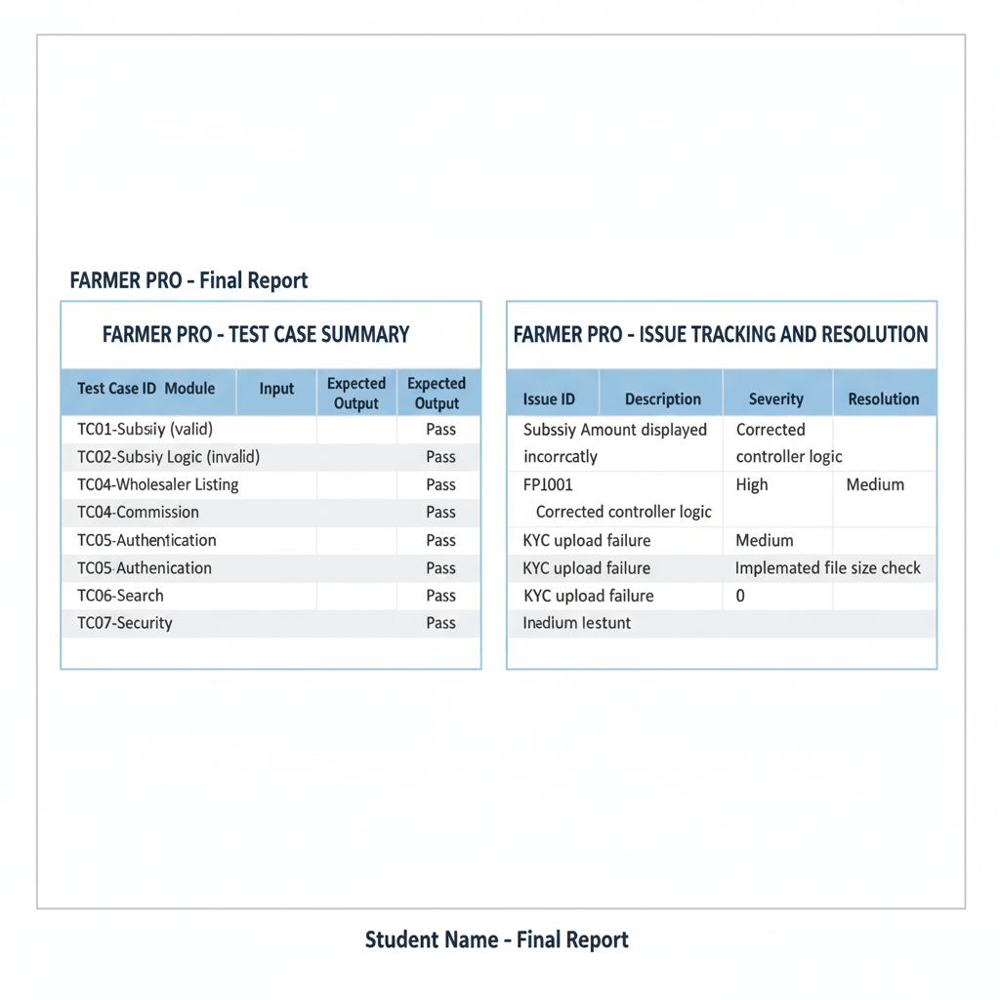 FARMER PRO - Final Report
FARMER PRO - TEST CASE SUMMARY
Test Case ID Module Input Expected Output Expected Output
TC01-Subsiiy (valid) Pass
TC02-Subsiy Logic (invalid) Pass
TC04-Wholesaler Listing Pass
TC04-Commission Pass
TC05-Authentication Pass
TC05-Authenication Pass
TC06-Search Pass
TC07-Security Pass
FARMER PRO - ISSUE TRACKING AND RESOLUTION
Issue ID Description Severity Resolution
Subssiy Amount displayed Corrected
incorrcatly controller logic
FP1001 High Medium
Corrected controller logic
KYC upload failure Medium
KYC upload failure Implemated file size check
KYC upload failure 0
Inedium lestunt
Student Name - Final Report